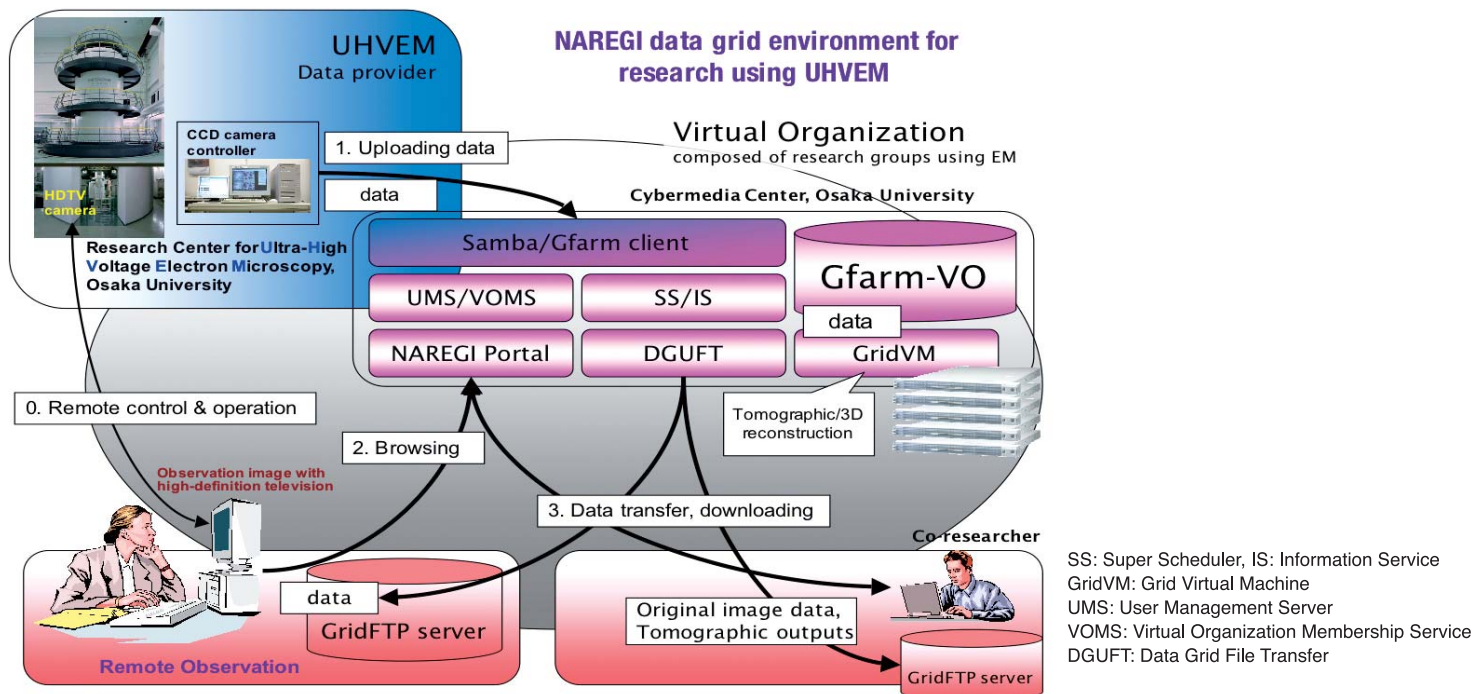 NAREGI data grid environment for
research using UHVEM
UHVEM
Data provider
CCD camera
controller
HDTV
camera
Research Center for Ultra-High
Voltage Electron Microscopy,
Osaka University
1. Uploading data
data
Virtual Organization
composed of research groups using EM
Cybermedia Center, Osaka University
Samba/Gfarm client
Gfarm-VO
UMS/VOMS
SS/IS
data
NAREGI Portal
DGUFT
GridVM
Tomographic/3D
reconstruction
0. Remote control & operation
2. Browsing
Observation image with
high-definition television
3. Data transfer, downloading
Co-researcher
data
GridFTP server
Remote Observation
Original image data,
Tomographic outputs
GridFTP server
SS: Super Scheduler, IS: Information Service
GridVM: Grid Virtual Machine
UMS: User Management Server
VOMS: Virtual Organization Membership Service
DGUFT: Data Grid File Transfer